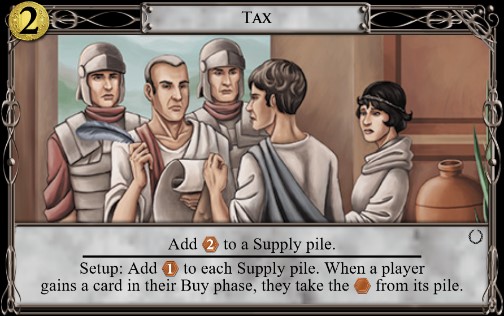 2
TAX
Add 2 to a Supply pile.
Setup: Add 1 to each Supply pile. When a player
gains a card in their Buy phase, they take the from its pile.